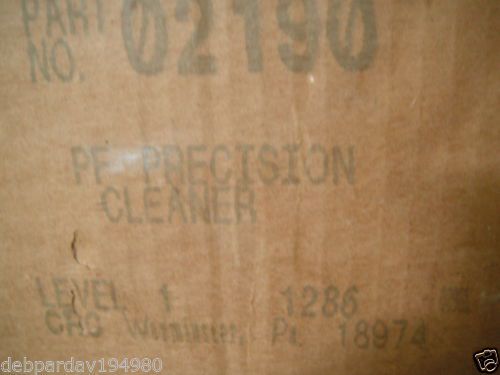 PART
NO. 02190
PF PRECISION
CLEANER
LEVEL 1 1286
CRC Warminster, PA 18974
debpardav194980